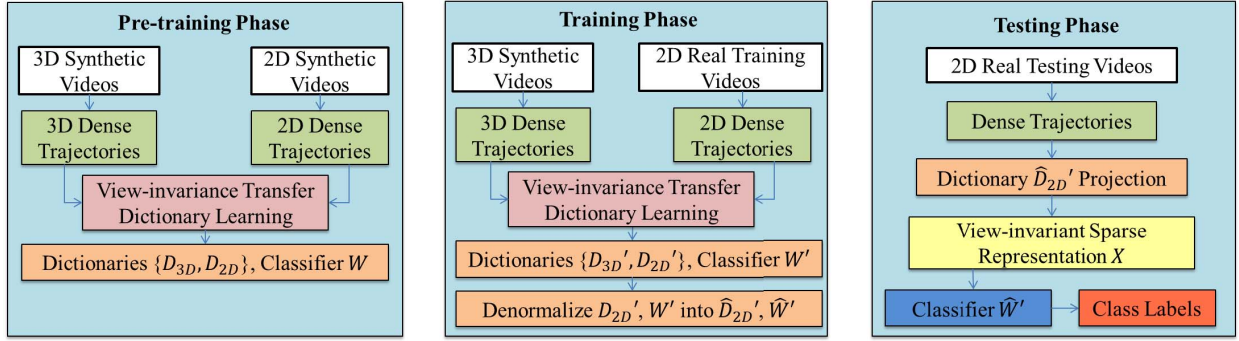 Pre-training Phase
3D Synthetic
Videos
2D Synthetic
Videos
3D Dense
Trajectories
2D Dense
Trajectories
View-invariance Transfer
Dictionary Learning
Dictionaries {D₃D, D₂D}, Classifier W
Training Phase
3D Synthetic
Videos
2D Real Training
Videos
3D Dense
Trajectories
2D Dense
Trajectories
View-invariance Transfer
Dictionary Learning
Dictionaries {D₃D′, D₂D′}, Classifier W′
Denormalize D₂D′, W′ into D̂₂D′, Ŵ′
Testing Phase
2D Real Testing Videos
Dense Trajectories
Dictionary D̂₂D′ Projection
View-invariant Sparse
Representation X
Classifier Ŵ′
Class Labels